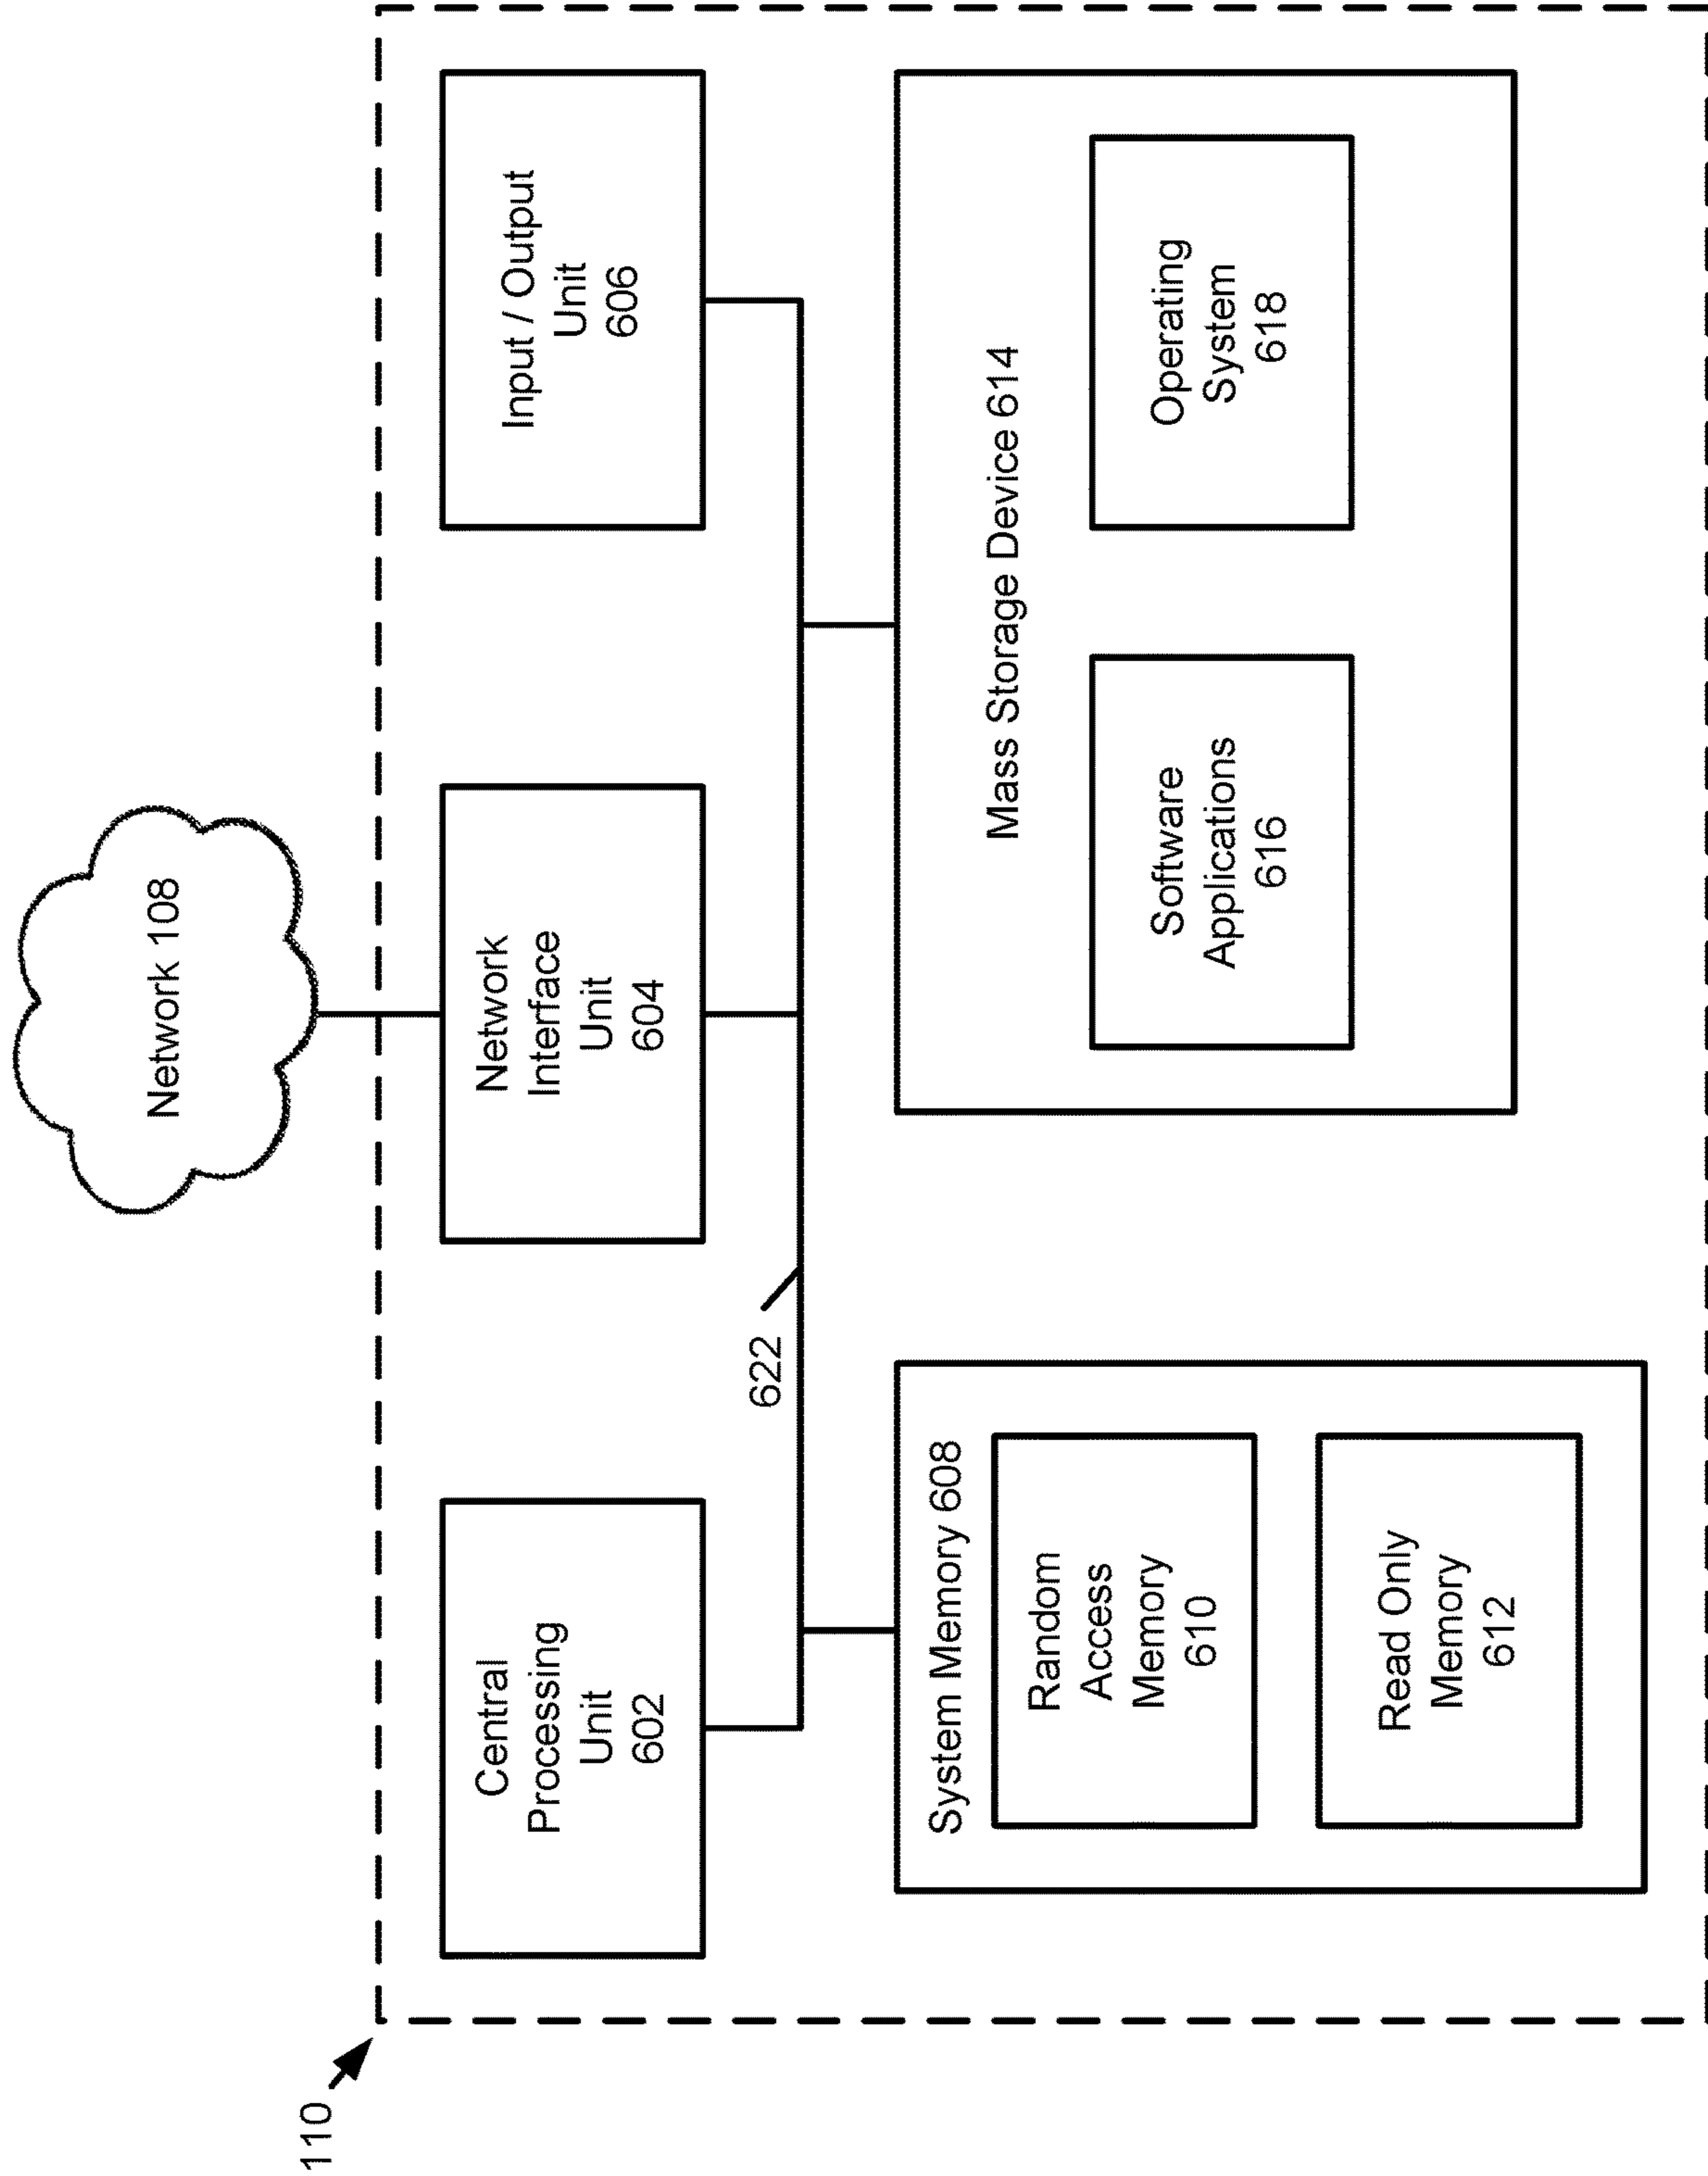 110
Network 108
Central
Processing
Unit
602
Network
Interface
Unit
604
Input / Output
Unit
606
622
System Memory 608
Random
Access
Memory
610
Read Only
Memory
612
Mass Storage Device 614
Software
Applications
616
Operating
System
618